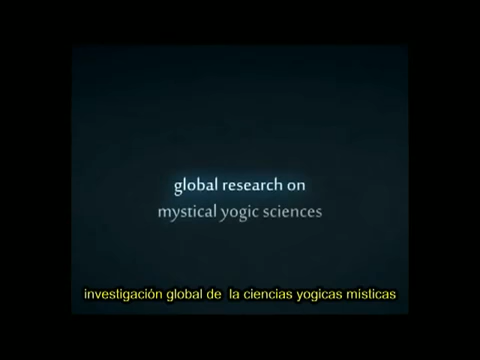 global research on
mystical yogic sciences
investigación global de  la ciencias yogicas misticas